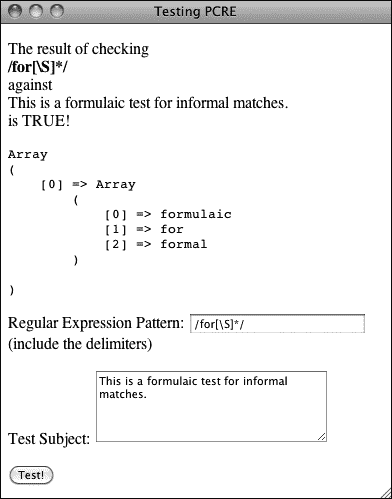 Testing PCRE
The result of checking
/for[\S]*/
against
This is a formulaic test for informal matches.
is TRUE!
Array
(
[0] => Array
(
[0] => formulaic
[1] => for
[2] => formal
)
)
Regular Expression Pattern: /for[\S]*/
(include the delimiters)
This is a formulaic test for informal
matches.
Test Subject:
Test!